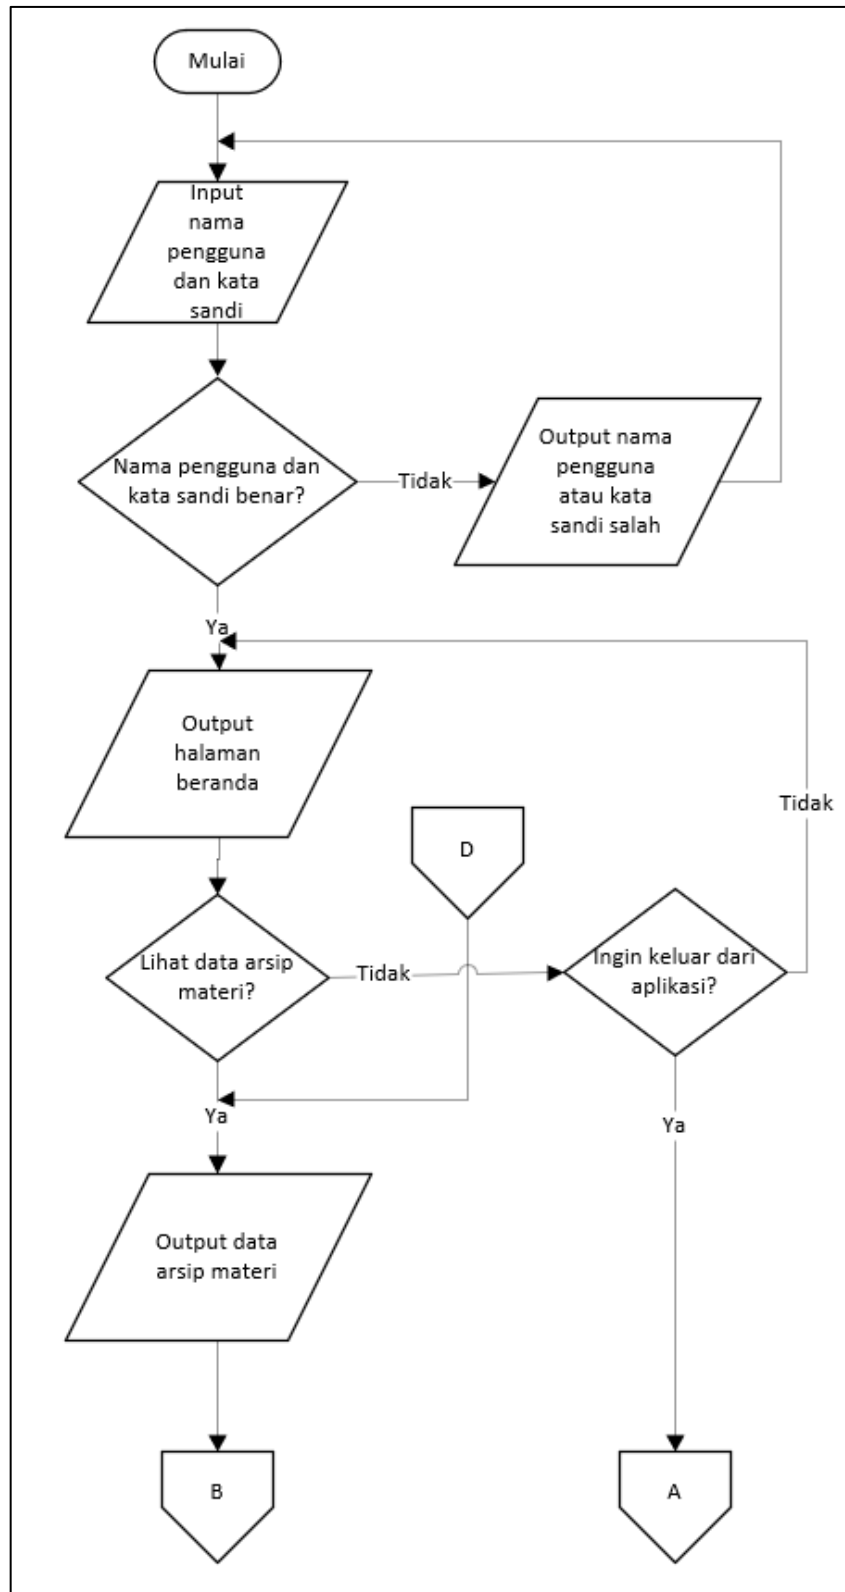 Mulai
Input
nama
pengguna
dan kata
sandi
Nama pengguna dan
kata sandi benar?
Tidak
Output nama
pengguna
atau kata
sandi salah
Ya
Output
halaman
beranda
Tidak
D
Lihat data arsip
materi?
Tidak
Ingin keluar dari
aplikasi?
Ya
Ya
Output data
arsip materi
B
A